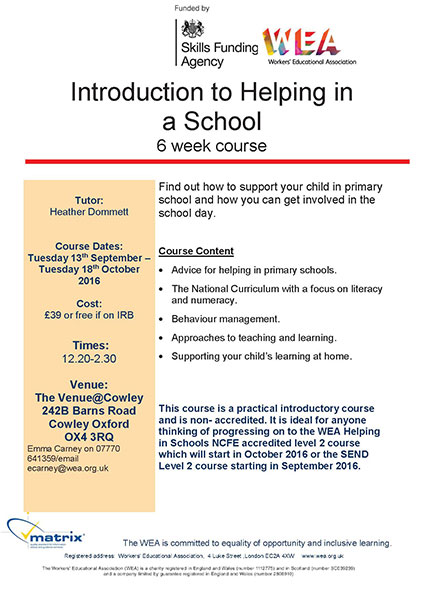 Funded by
Skills Funding
Agency
WEA
Workers' Educational Association
Introduction to Helping in
a School
6 week course
Tutor:
Heather Dommett
Course Dates:
Tuesday 13th September –
Tuesday 18th October
2016
Cost:
£39 or free if on IRB
Times:
12.20-2.30
Venue:
The Venue@Cowley
242B Barns Road
Cowley Oxford
OX4 3RQ
Emma Carney on 07770
641359/email
ecarney@wea.org.uk
Find out how to support your child in primary
school and how you can get involved in the
school day.
Course Content
• Advice for helping in primary schools.
• The National Curriculum with a focus on literacy
and numeracy.
• Behaviour management.
• Approaches to teaching and learning.
• Supporting your child's learning at home.
This course is a practical introductory course
and is non- accredited. It is ideal for anyone
thinking of progressing on to the WEA Helping
in Schools NCFE accredited level 2 course
which will start in October 2016 or the SEND
Level 2 course starting in September 2016.
matrix
The WEA is committed to equality of opportunity and inclusive learning.
Registered address: Workers' Educational Association, 4 Luke Street ,London EC2A 4XW www.wea.org.uk
The Workers' Educational Association (WEA) is a charity registered in England and Wales (number 1112775) and in Scotland (number SC039239)
and a company limited by guarantee registered in England and Wales (number 2806910)